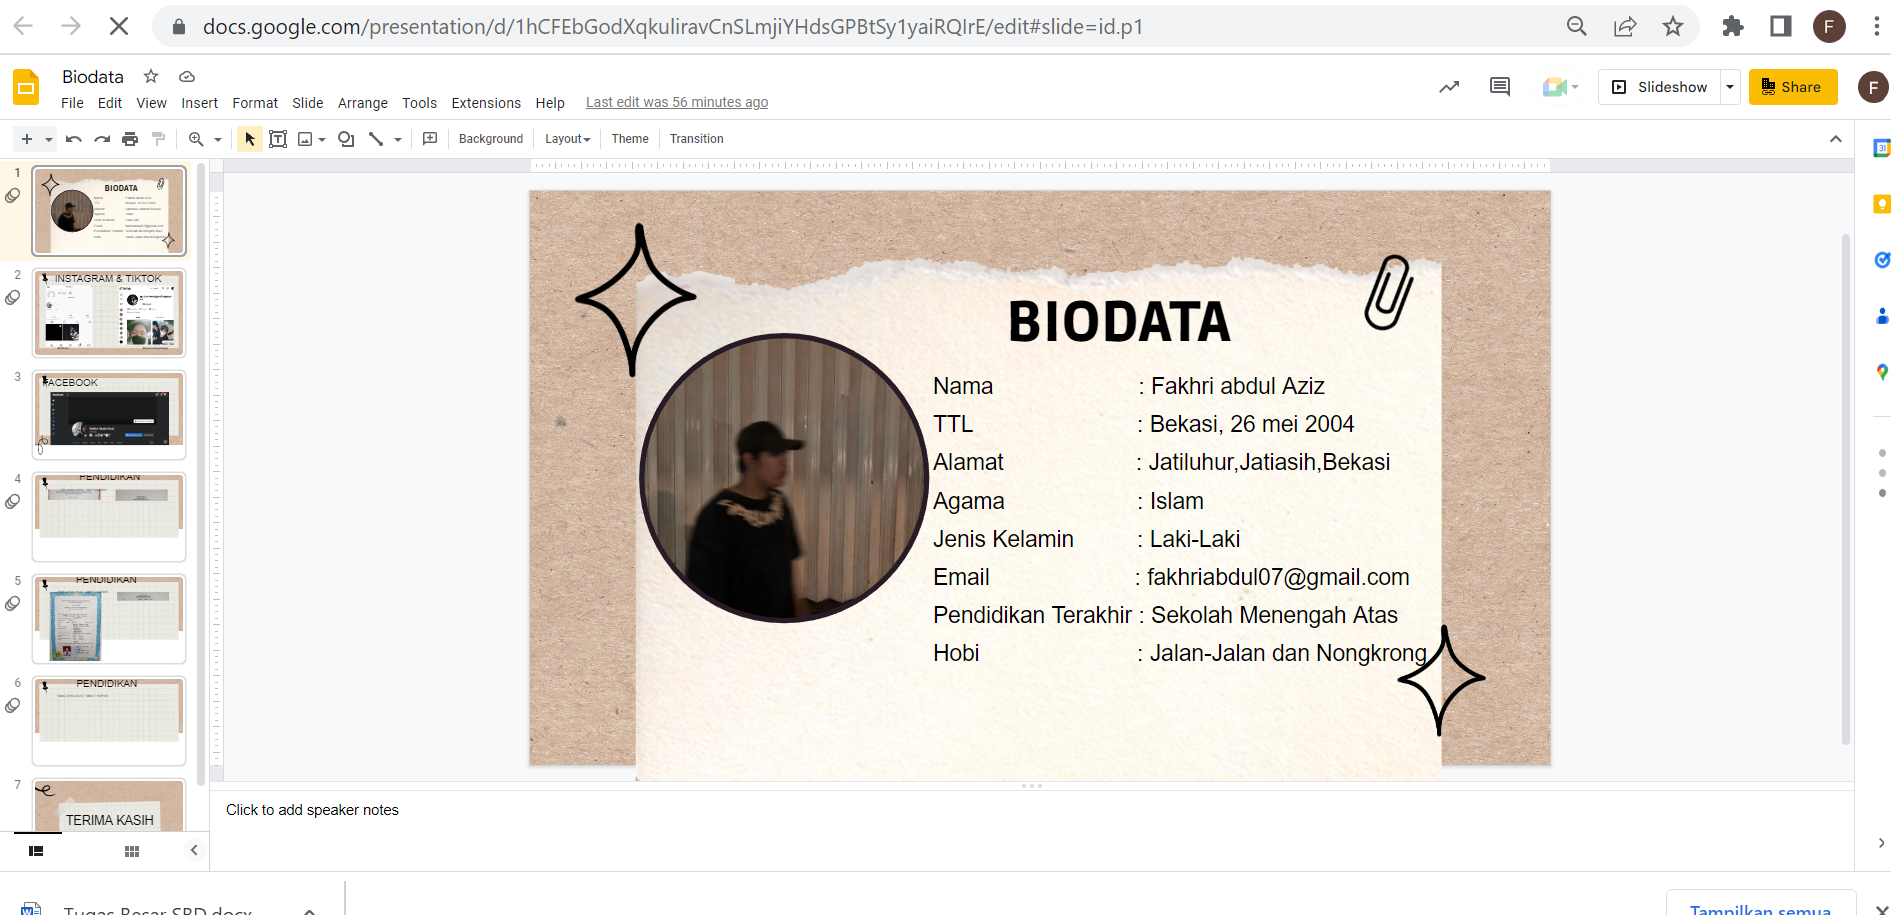 docs.google.com/presentation/d/1hCFEbGodXqkuliravCnSLmjiYHdsGPBtSy1yaiRQIrE/edit#slide=id.p1
F
Biodata
File Edit View Insert Format Slide Arrange Tools Extensions Help Last edit was 56 minutes ago
Slideshow
Share
F
Background Layout Theme Transition
1
BIODATA
2
INSTAGRAM & TIKTOK
3
FACEBOOK
4
PENDIDIKAN
5
PENDIDIKAN
6
PENDIDIKAN
7
TERIMA KASIH
BIODATA
Nama : Fakhri abdul Aziz
TTL : Bekasi, 26 mei 2004
Alamat : Jatiluhur,Jatiasih,Bekasi
Agama : Islam
Jenis Kelamin : Laki-Laki
Email : fakhriabdul07@gmail.com
Pendidikan Terakhir : Sekolah Menengah Atas
Hobi : Jalan-Jalan dan Nongkrong
Click to add speaker notes
31
Tugas Besar SBD.docx
Tampilkan semua